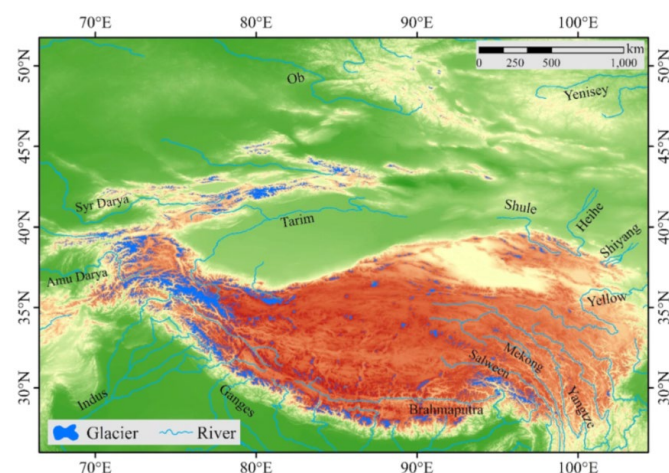 70°E 80°E 90°E 100°E
km
0 250 500 1,000
50°N 50°N
Ob
Yenisey
45°N 45°N
Syr Darya
Shule
Heihe
Tarim
40°N 40°N
Shiyang
Amu Darya
Yellow
35°N 35°N
Mekong
Salween
30°N 30°N
Indus
Ganges
Brahmaputra
Yangtze
Glacier River
70°E 80°E 90°E 100°E